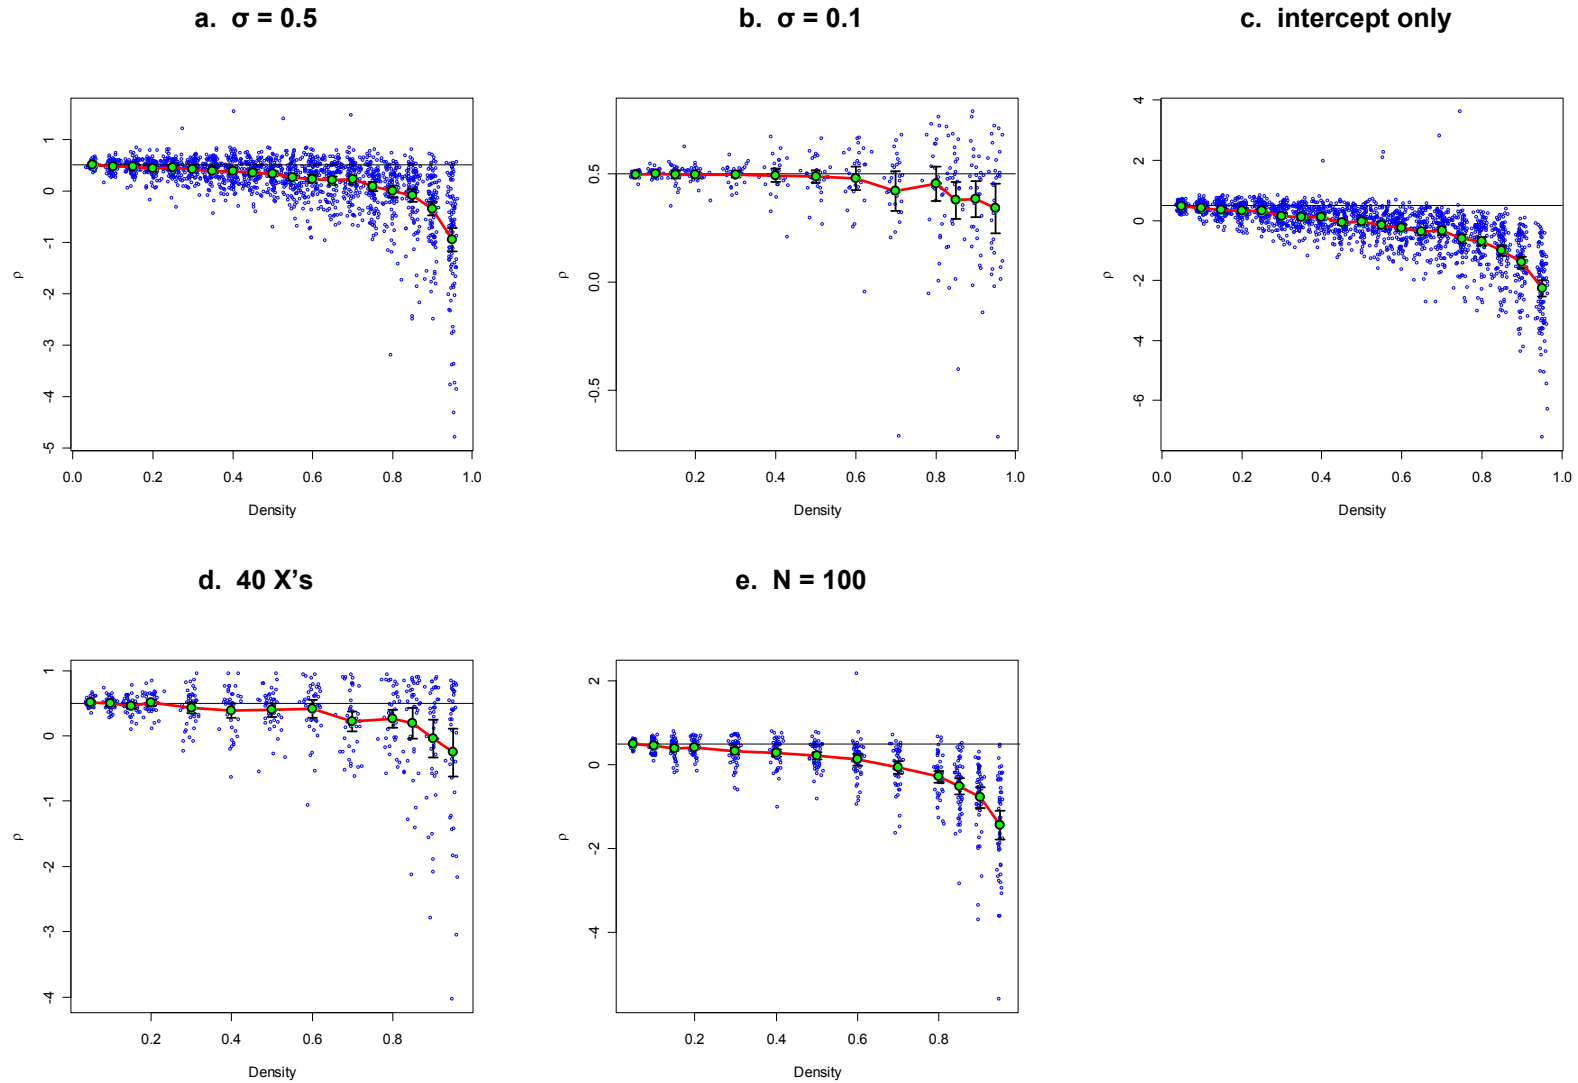 a. σ = 0.5
b. σ = 0.1
c. intercept only
1
0
-1
-2
-3
-4
-5
ρ
0.0 0.2 0.4 0.6 0.8 1.0
Density
0.5
0.0
-0.5
ρ
0.2 0.4 0.6 0.8 1.0
Density
4
2
0
-2
-4
-6
ρ
0.0 0.2 0.4 0.6 0.8 1.0
Density
d. 40 X’s
e. N = 100
1
0
-1
-2
-3
-4
ρ
0.2 0.4 0.6 0.8
Density
2
0
-2
-4
ρ
0.2 0.4 0.6 0.8
Density